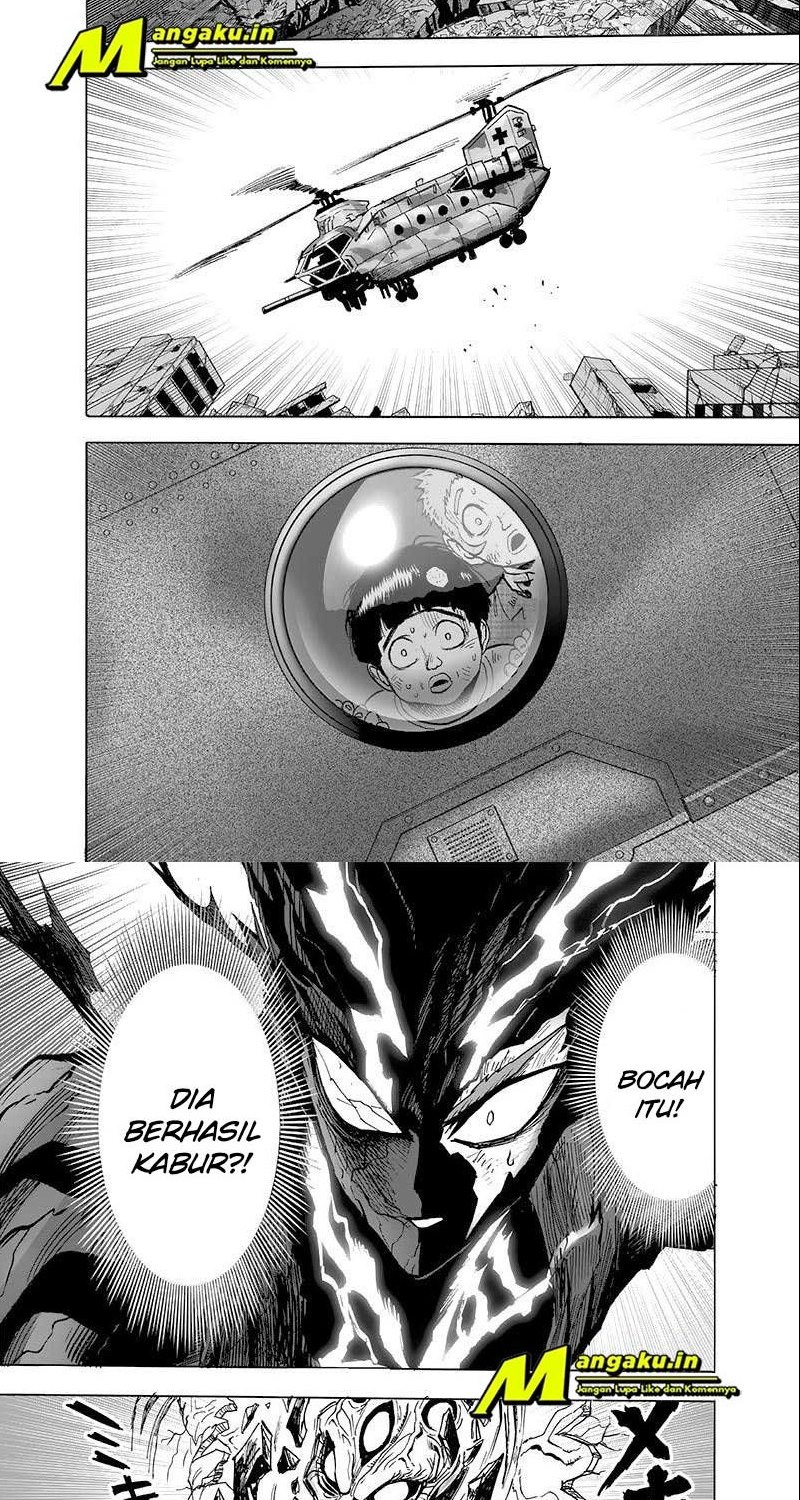 Mangaku.in
Jangan Lupa Like dan Komennya
BOCAH
ITU!
DIA
BERHASIL
KABUR?!
Mangaku.in
Jangan Lupa Like dan Komennya